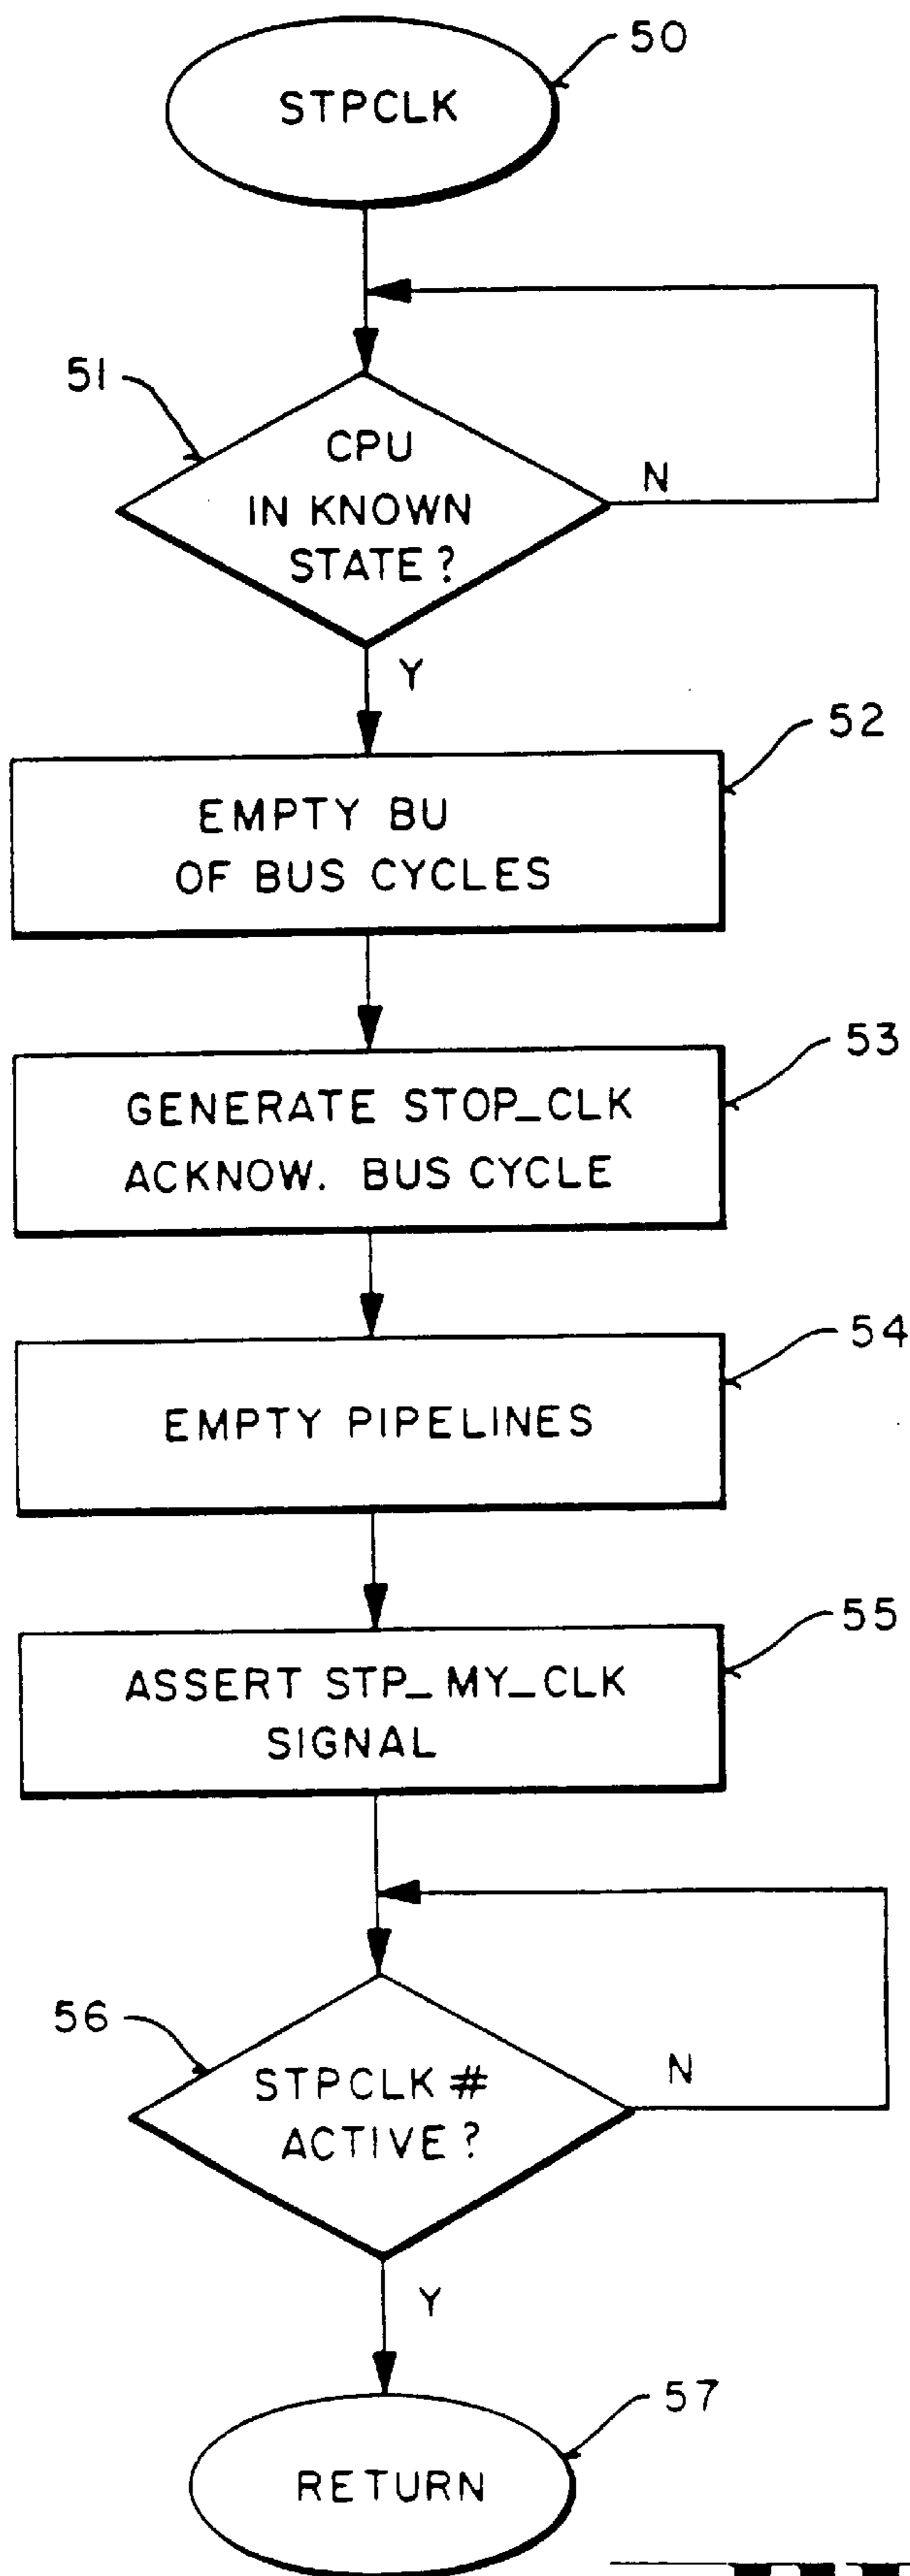 50
STPCLK
51
CPU
IN KNOWN
STATE?
N
Y
52
EMPTY BU
OF BUS CYCLES
53
GENERATE STOP_CLK
ACKNOW. BUS CYCLE
54
EMPTY PIPELINES
55
ASSERT STP_MY_CLK
SIGNAL
56
STPCLK #
ACTIVE?
N
Y
57
RETURN